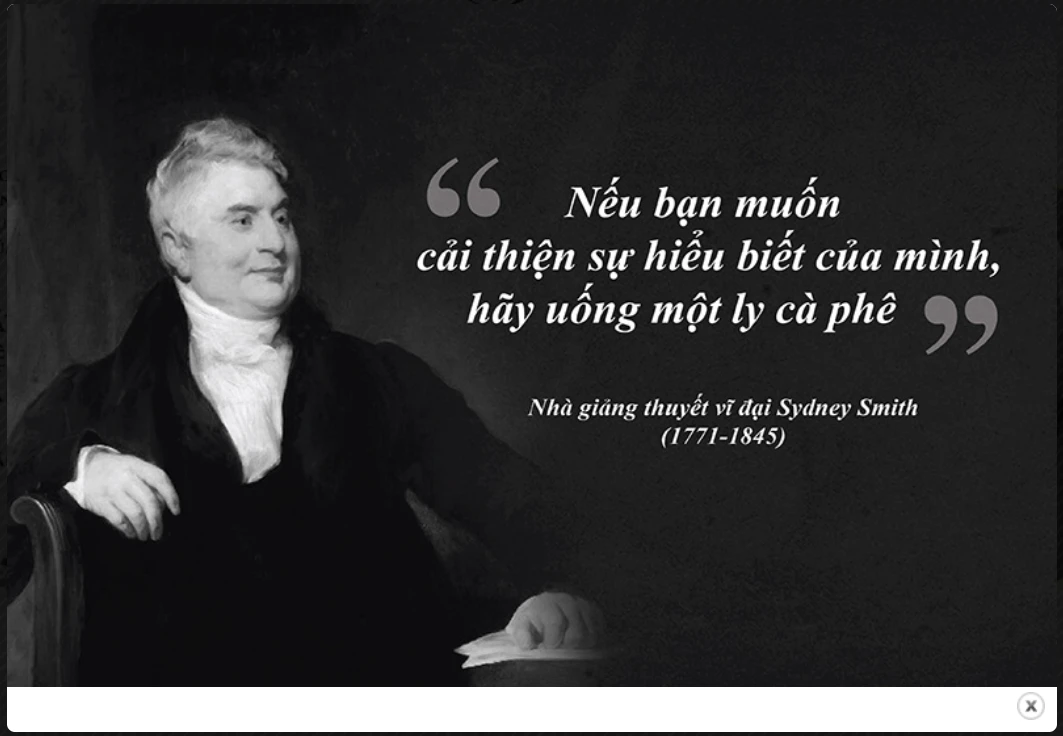 “ Nếu bạn muốn
cải thiện sự hiểu biết của mình,
hãy uống một ly cà phê ”
Nhà giảng thuyết vĩ đại Sydney Smith
(1771-1845)
x